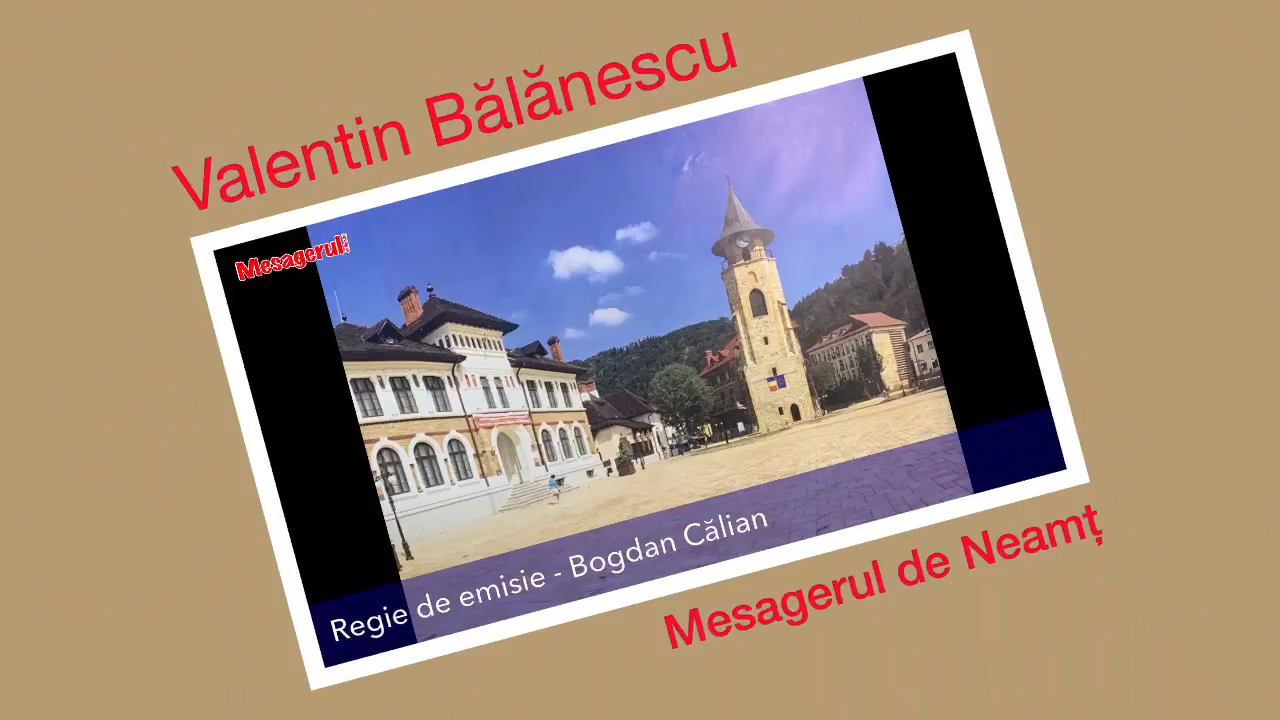 Valentin Bălănescu
Mesagerul
Regie de emisie - Bogdan Călian
Mesagerul de Neamț